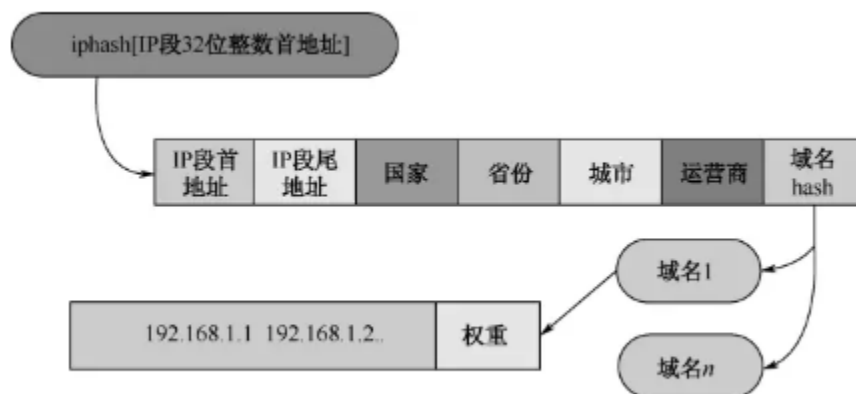 iphash[IP段32位整数首地址]
IP段首
地址
IP段尾
地址
国家
省份
城市
运营商
域名
hash
域名1
192.168.1.1 192.168.1.2..
权重
域名n